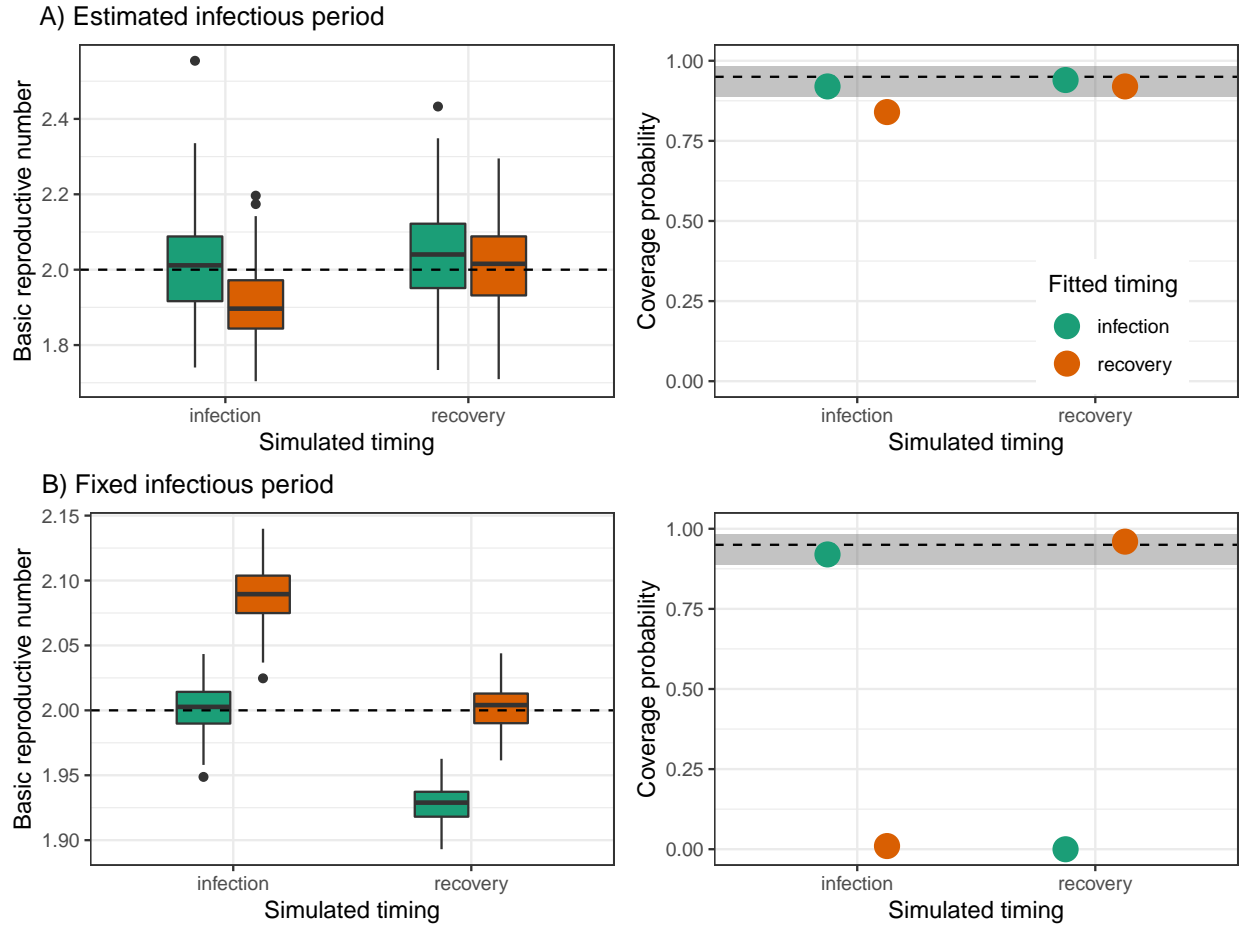 A) Estimated infectious period
Basic reproductive number
2.4
2.2
2.0
1.8
infection
recovery
Simulated timing
Coverage probability
1.00
0.75
0.50
0.25
0.00
Fitted timing
infection
recovery
infection
recovery
Simulated timing
B) Fixed infectious period
Basic reproductive number
2.15
2.10
2.05
2.00
1.95
1.90
infection
recovery
Simulated timing
Coverage probability
1.00
0.75
0.50
0.25
0.00
infection
recovery
Simulated timing